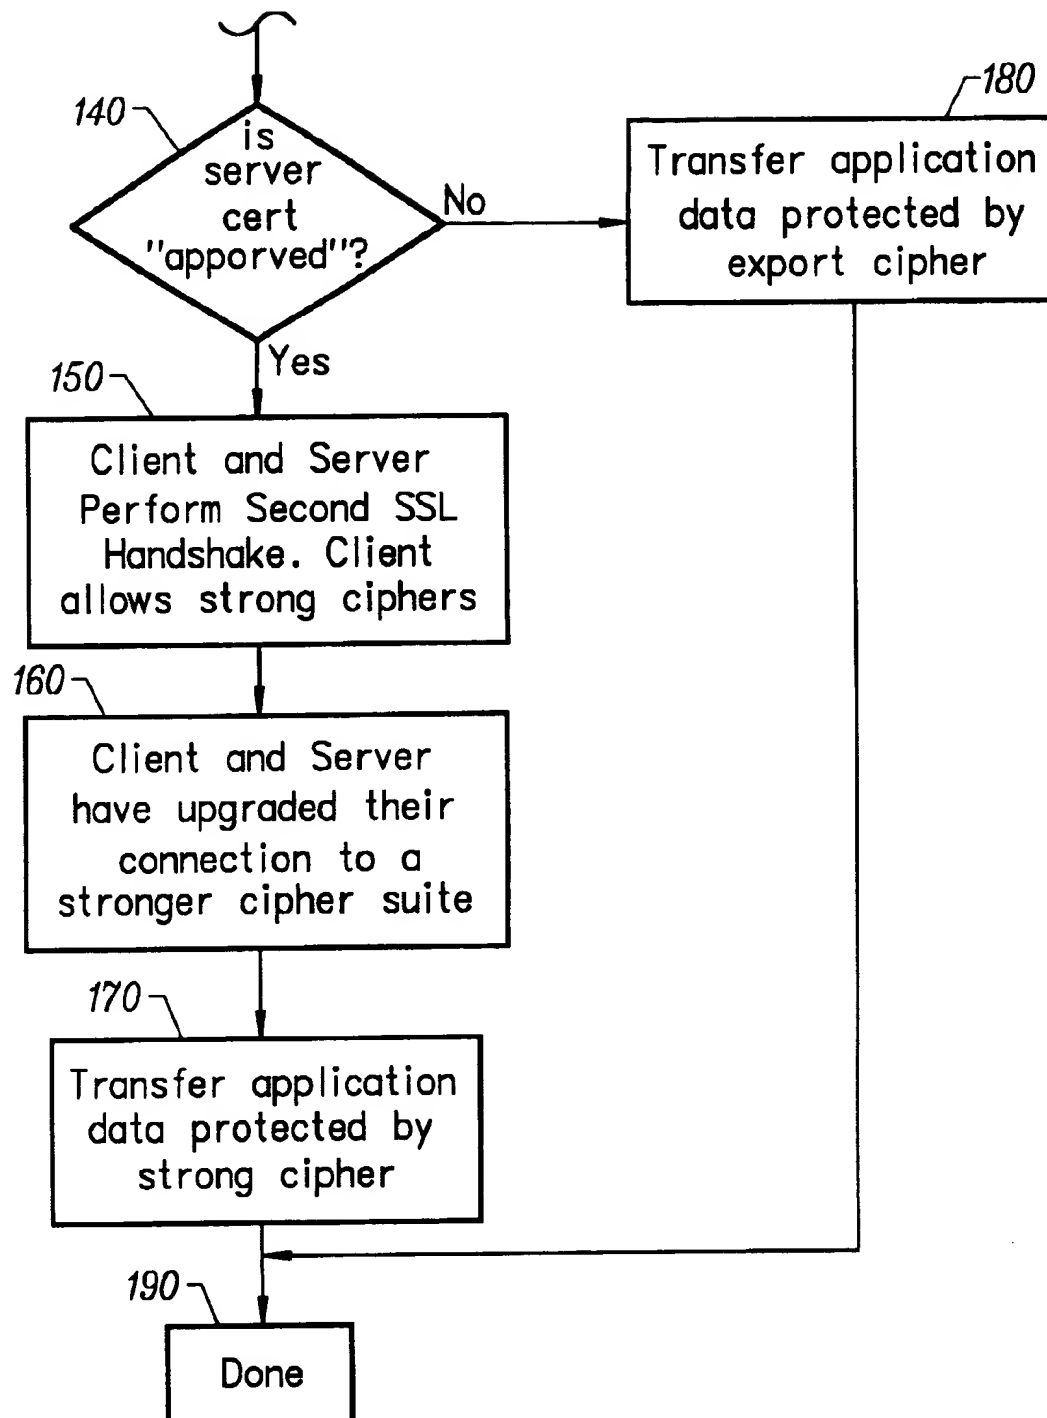 140
is
server
cert
"apporved"?
No
Yes
180
Transfer application
data protected by
export cipher
150
Client and Server
Perform Second SSL
Handshake. Client
allows strong ciphers
160
Client and Server
have upgraded their
connection to a
stronger cipher suite
170
Transfer application
data protected by
strong cipher
190
Done